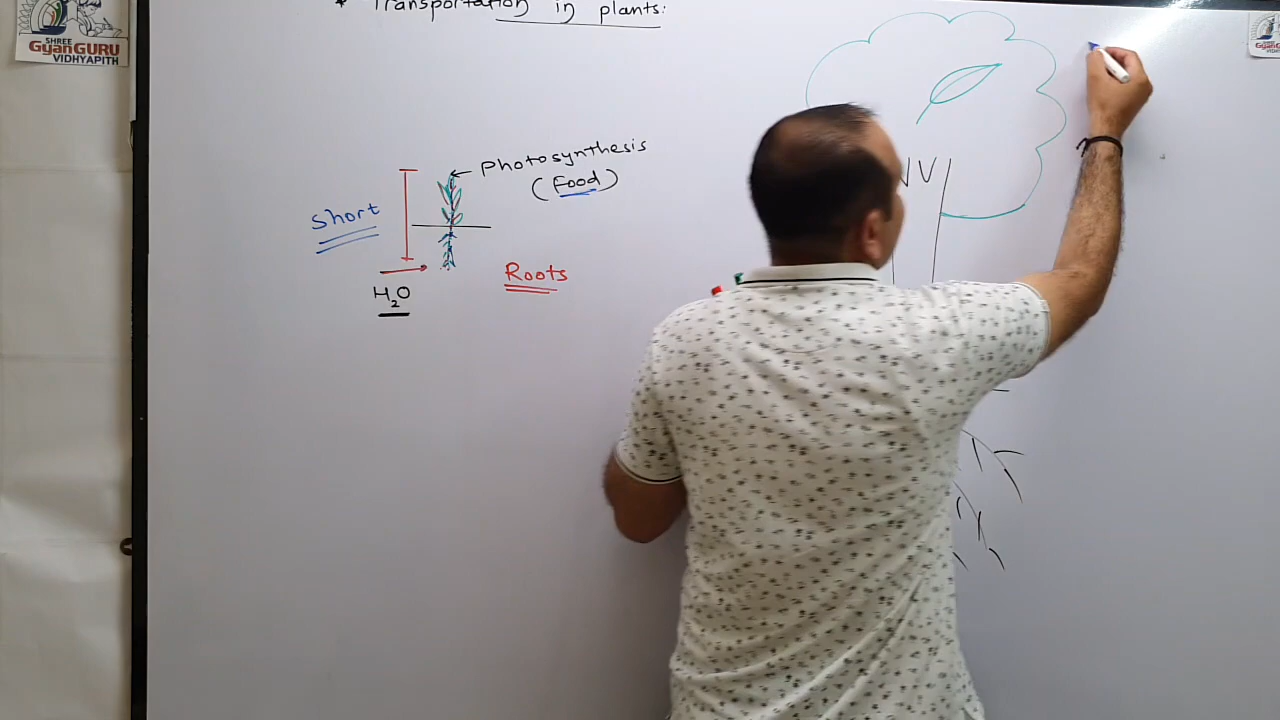 * Transportation in plants:
SHREE
GyanGURU
VIDHYAPITH
Photosynthesis
(Food)
Short
Roots
H₂O